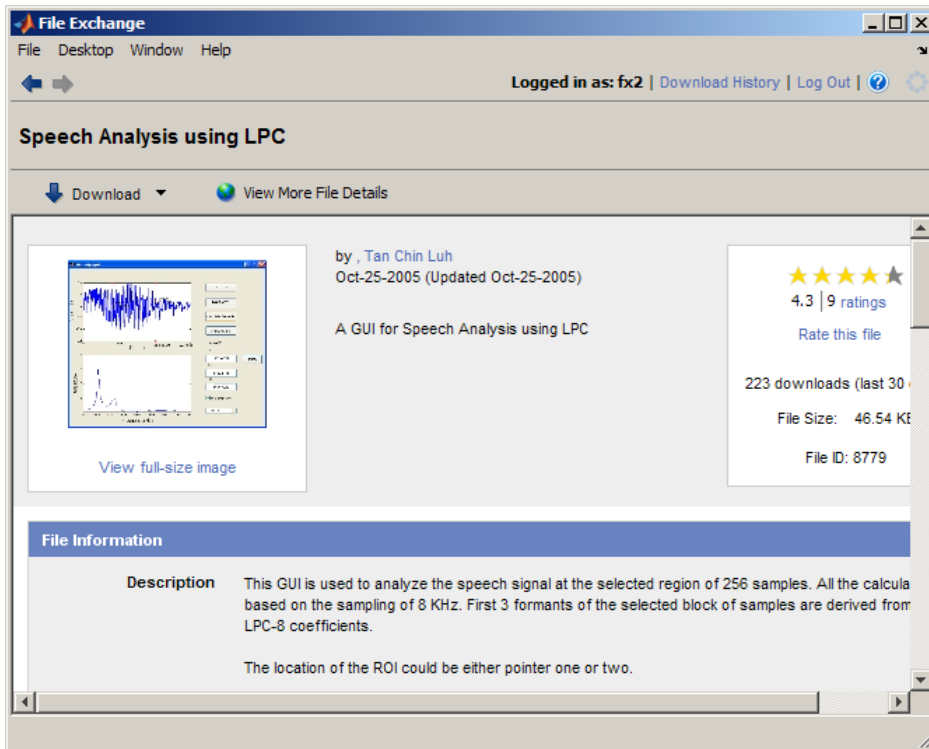 File Exchange
File Desktop Window Help
Logged in as: fx2 | Download History | Log Out |
Speech Analysis using LPC
Download View More File Details
by , Tan Chin Luh
Oct-25-2005 (Updated Oct-25-2005)
A GUI for Speech Analysis using LPC
View full-size image
4.3 | 9 ratings
Rate this file
223 downloads (last 30
File Size: 46.54 KB
File ID: 8779
File Information
Description
This GUI is used to analyze the speech signal at the selected region of 256 samples. All the calcula
based on the sampling of 8 KHz. First 3 formants of the selected block of samples are derived from
LPC-8 coefficients.
The location of the ROI could be either pointer one or two.